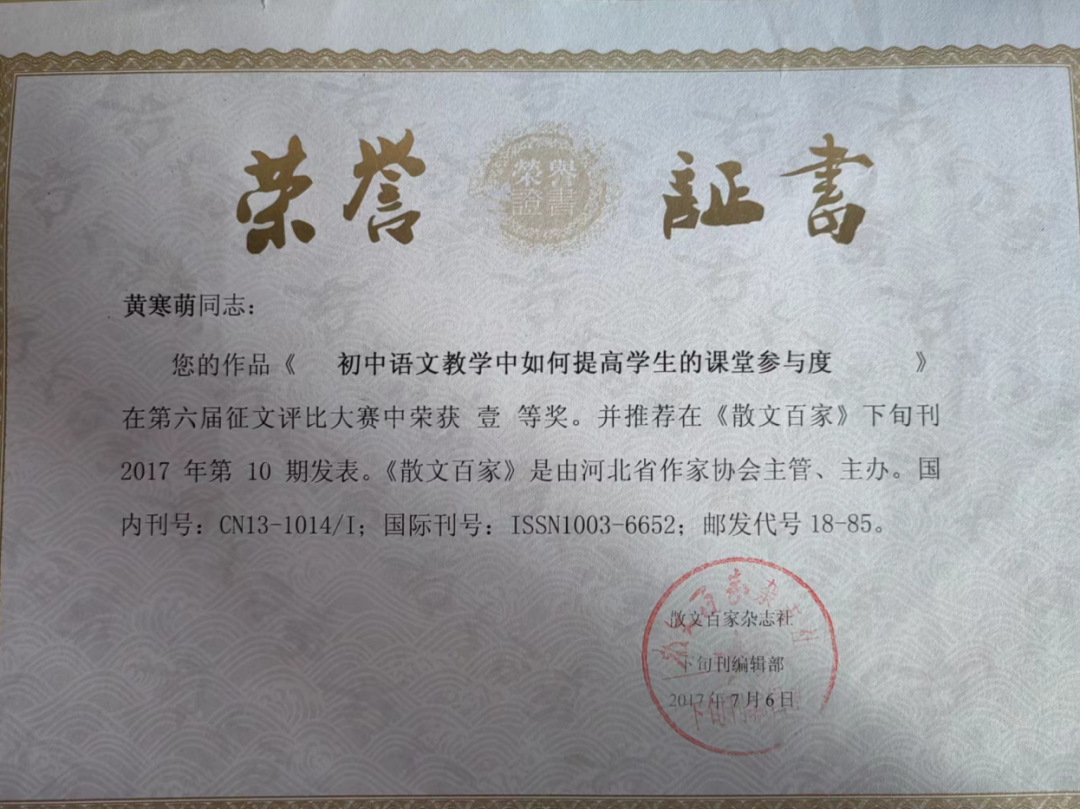 荣誉 證書
榮譽
證書
黄寒萌同志：
您的作品《 初中语文教学中如何提高学生的课堂参与度 》
在第六届征文评比大赛中荣获 壹 等奖。并推荐在《散文百家》下旬刊
2017 年第 10 期发表。《散文百家》是由河北省作家协会主管、主办。国
内刊号：CN13-1014/I；国际刊号：ISSN1003-6652；邮发代号 18-85。
散文百家杂志社
下旬刊编辑部
2017年7月6日